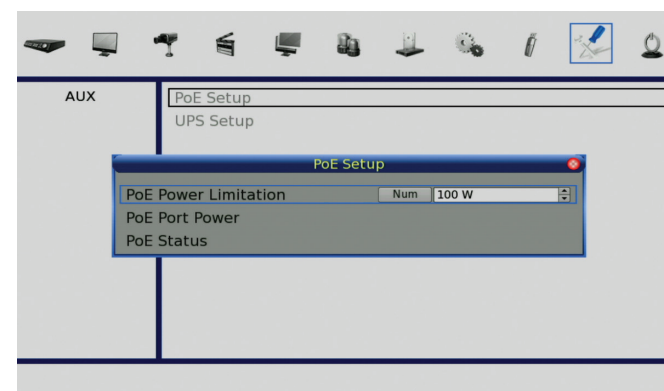 AUX
PoE Setup
UPS Setup
PoE Setup
PoE Power Limitation Num 100 W
PoE Port Power
PoE Status